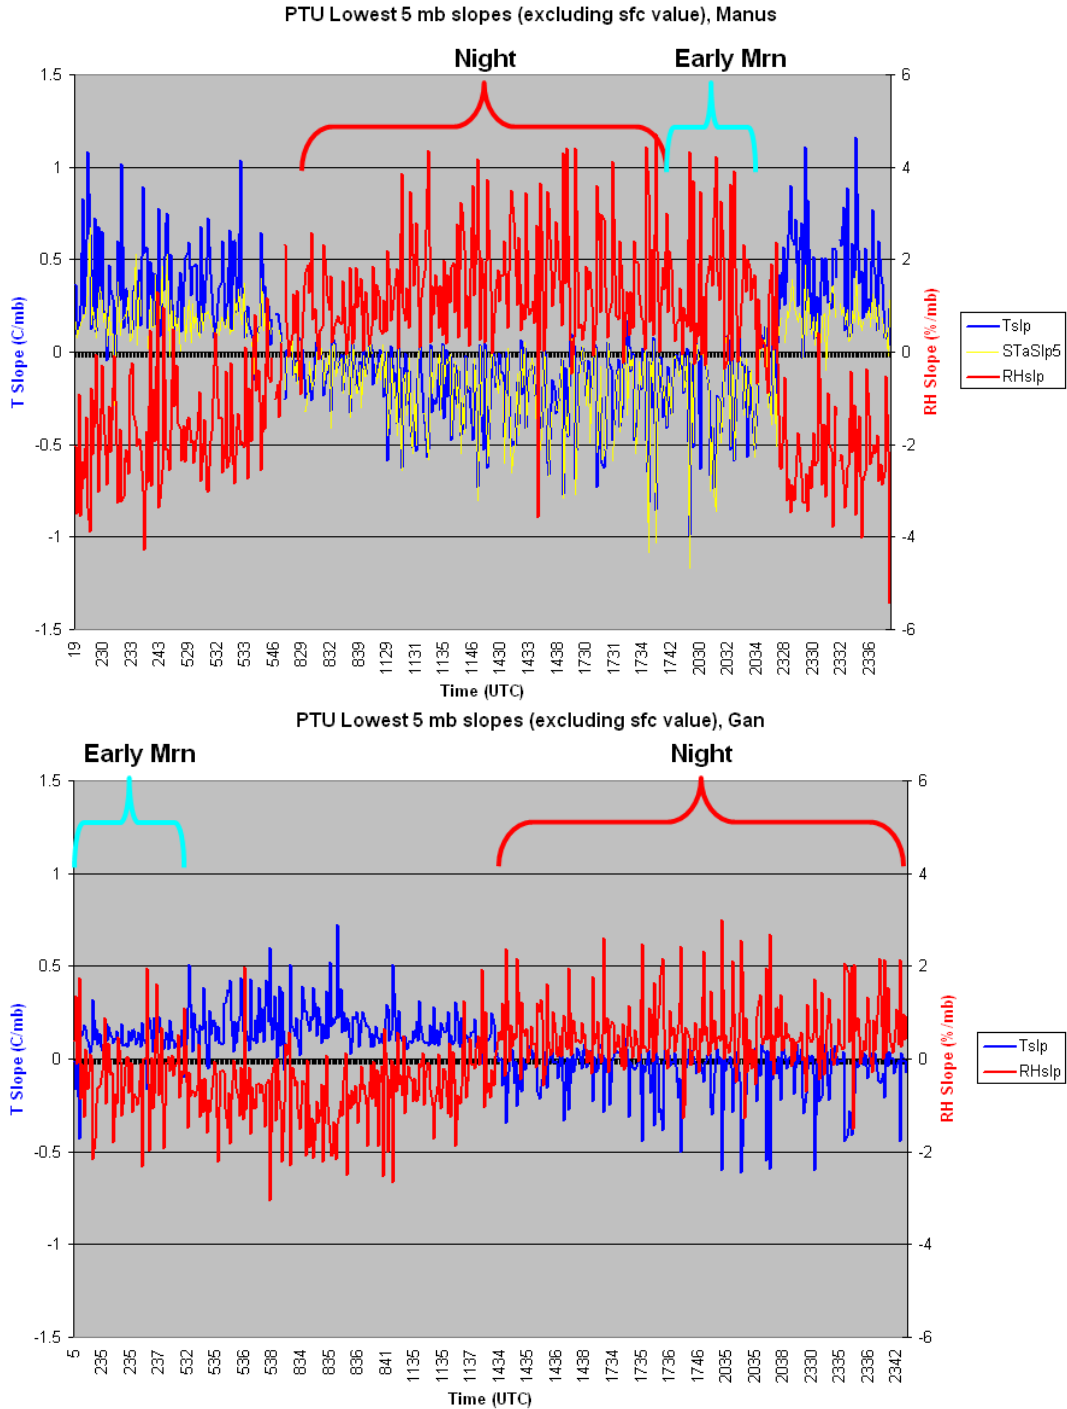 PTU Lowest 5 mb slopes (excluding sfc value), Manus
Night Early Mrn
1.5 6
1 4
0.5 2
0 0
-0.5 -2
-1 -4
-1.5 -6
T Slope (C/mb)
RH Slope (%/mb)
Tslp
STaSlp5
RHslp
19 230 233 243 529 532 533 546 829 832 839 1129 1131 1135 1146 1430 1433 1438 1730 1731 1734 1742 2030 2032 2034 2328 2330 2332 2336
Time (UTC)
PTU Lowest 5 mb slopes (excluding sfc value), Gan
Early Mrn Night
1.5 6
1 4
0.5 2
0 0
-0.5 -2
-1 -4
-1.5 -6
T Slope (C/mb)
RH Slope (%/mb)
Tslp
RHslp
5 235 235 237 532 535 536 538 834 835 836 841 1135 1135 1137 1434 1435 1436 1438 1734 1735 1736 1746 2035 2035 2038 2330 2335 2336 2342
Time (UTC)